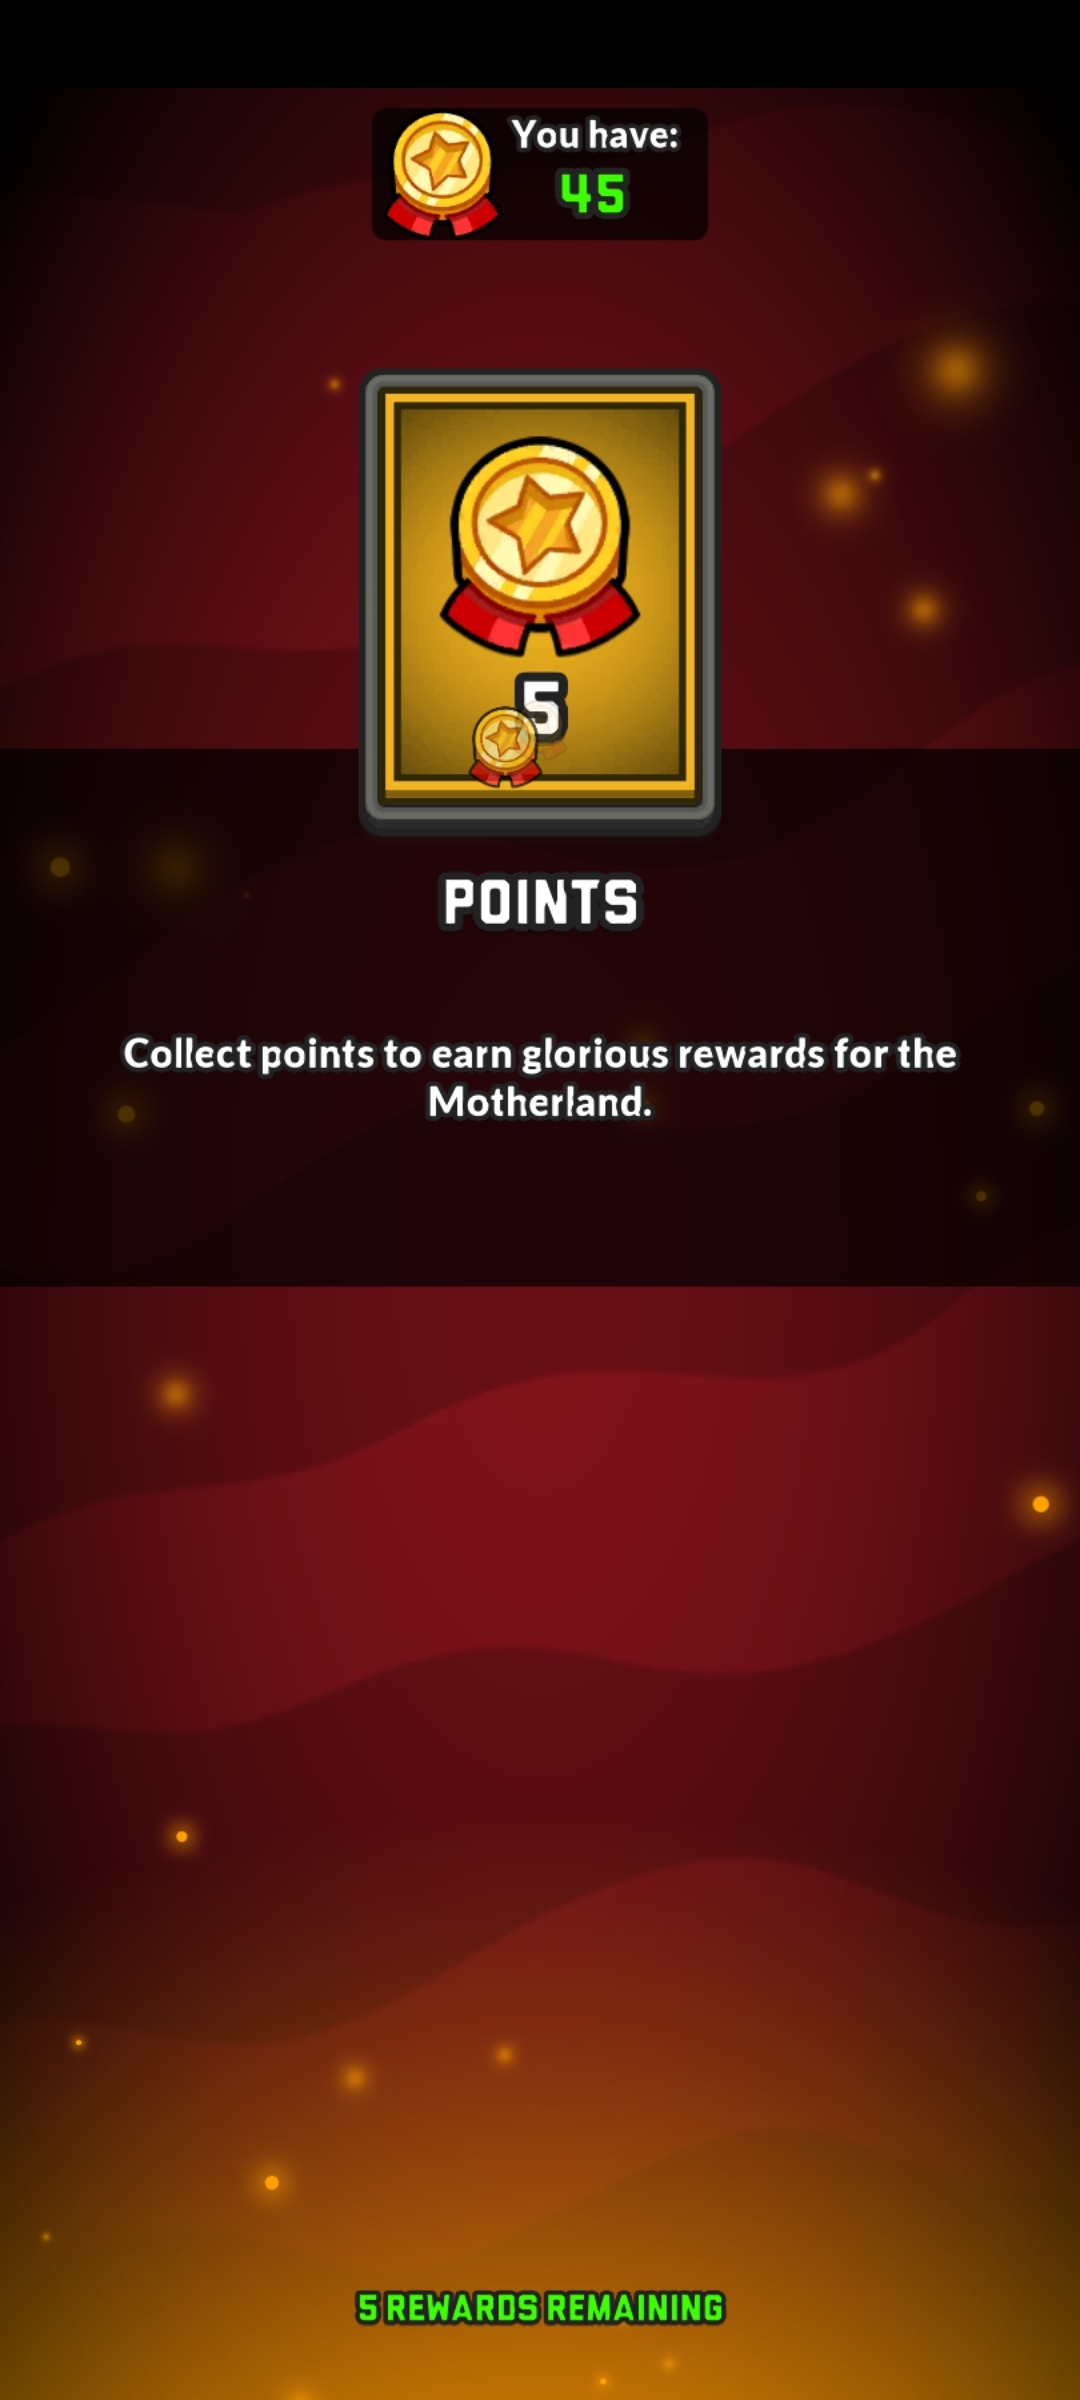 You have:
45
5
POINTS
Collect points to earn glorious rewards for the
Motherland.
5 REWARDS REMAINING